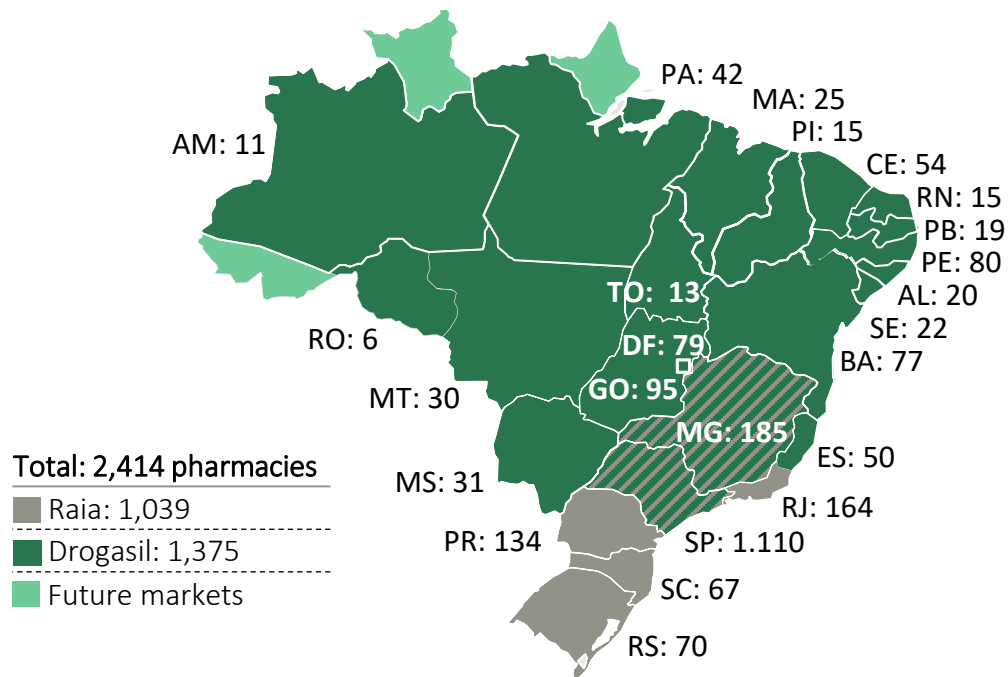 PA: 42
MA: 25
PI: 15
AM: 11
CE: 54
RN: 15
PB: 19
PE: 80
TO: 13
AL: 20
SE: 22
RO: 6
DF: 79
BA: 77
GO: 95
MT: 30
MG: 185
ES: 50
Total: 2,414 pharmacies
MS: 31
RJ: 164
Raia: 1,039
PR: 134
SP: 1.110
Drogasil: 1,375
SC: 67
Future markets
RS: 70